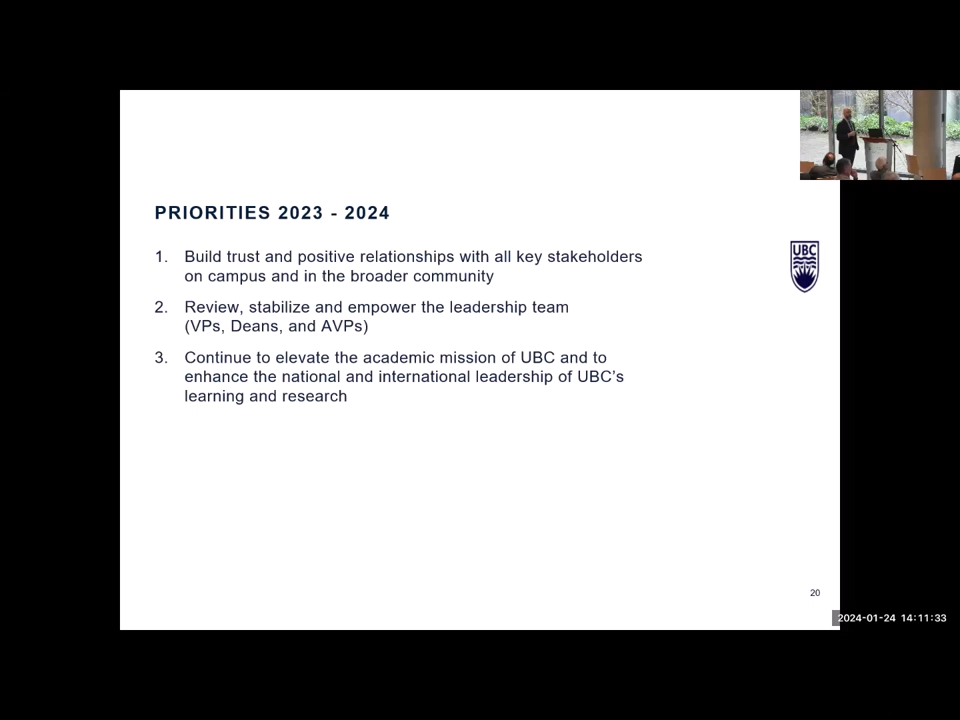 PRIORITIES 2023 - 2024
1. Build trust and positive relationships with all key stakeholders
on campus and in the broader community
UBC
2. Review, stabilize and empower the leadership team
(VPs, Deans, and AVPs)
3. Continue to elevate the academic mission of UBC and to
enhance the national and international leadership of UBC’s
learning and research
20
2024-01-24 14:11:33